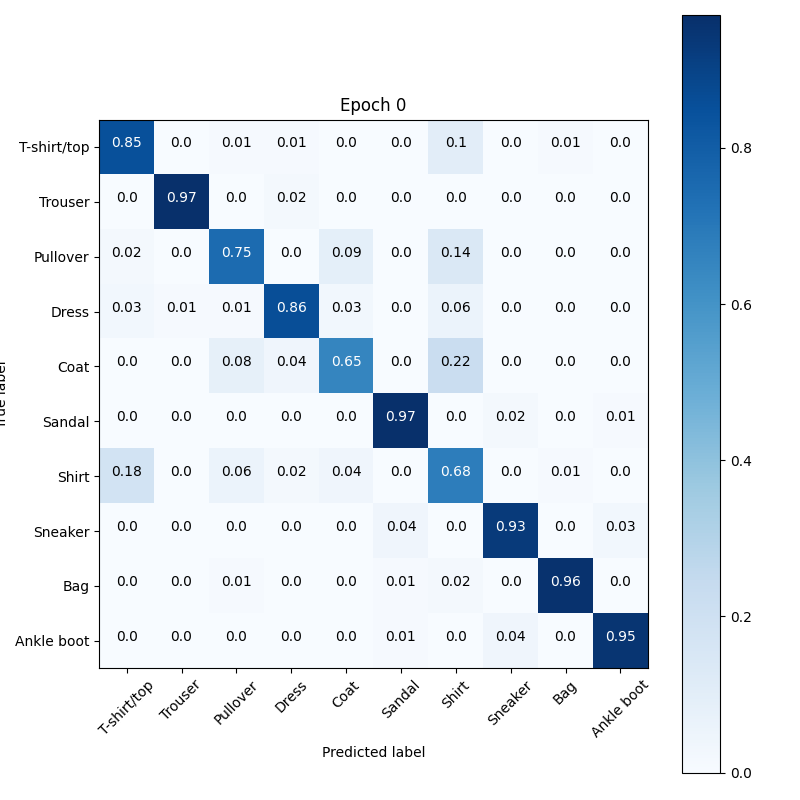 Epoch 0
T-shirt/top 0.85 0.0 0.01 0.01 0.0 0.0 0.1 0.0 0.01 0.0
Trouser 0.0 0.97 0.0 0.02 0.0 0.0 0.0 0.0 0.0 0.0
Pullover 0.02 0.0 0.75 0.0 0.09 0.0 0.14 0.0 0.0 0.0
Dress 0.03 0.01 0.01 0.86 0.03 0.0 0.06 0.0 0.0 0.0
Coat 0.0 0.0 0.08 0.04 0.65 0.0 0.22 0.0 0.0 0.0
Sandal 0.0 0.0 0.0 0.0 0.0 0.97 0.0 0.02 0.0 0.01
Shirt 0.18 0.0 0.06 0.02 0.04 0.0 0.68 0.0 0.01 0.0
Sneaker 0.0 0.0 0.0 0.0 0.0 0.04 0.0 0.93 0.0 0.03
Bag 0.0 0.0 0.01 0.0 0.0 0.01 0.02 0.0 0.96 0.0
Ankle boot 0.0 0.0 0.0 0.0 0.0 0.01 0.0 0.04 0.0 0.95
T-shirt/top Trouser Pullover Dress Coat Sandal Shirt Sneaker Bag Ankle boot
Predicted label
0.8
0.6
0.4
0.2
0.0